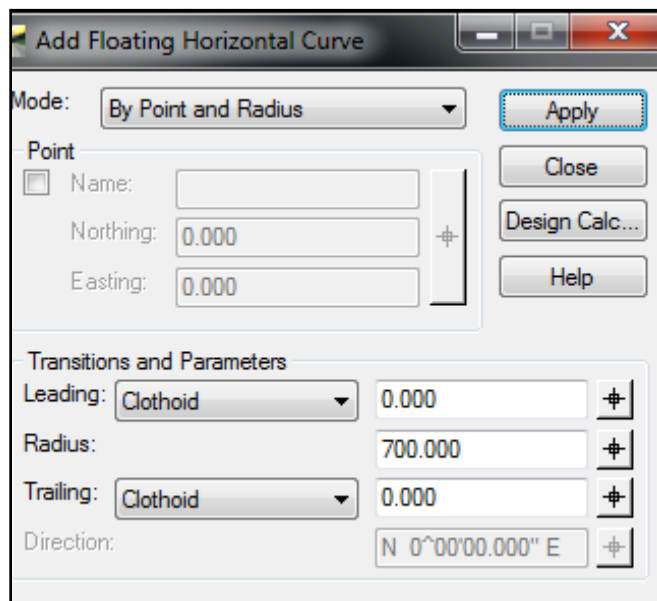 Add Floating Horizontal Curve
Mode: By Point and Radius Apply
Point
Close
Name:
Northing: 0.000 Design Calc...
Easting: 0.000 Help
Transitions and Parameters
Leading: Clothoid 0.000
Radius: 700.000
Trailing: Clothoid 0.000
Direction: N 0^00'00.000" E